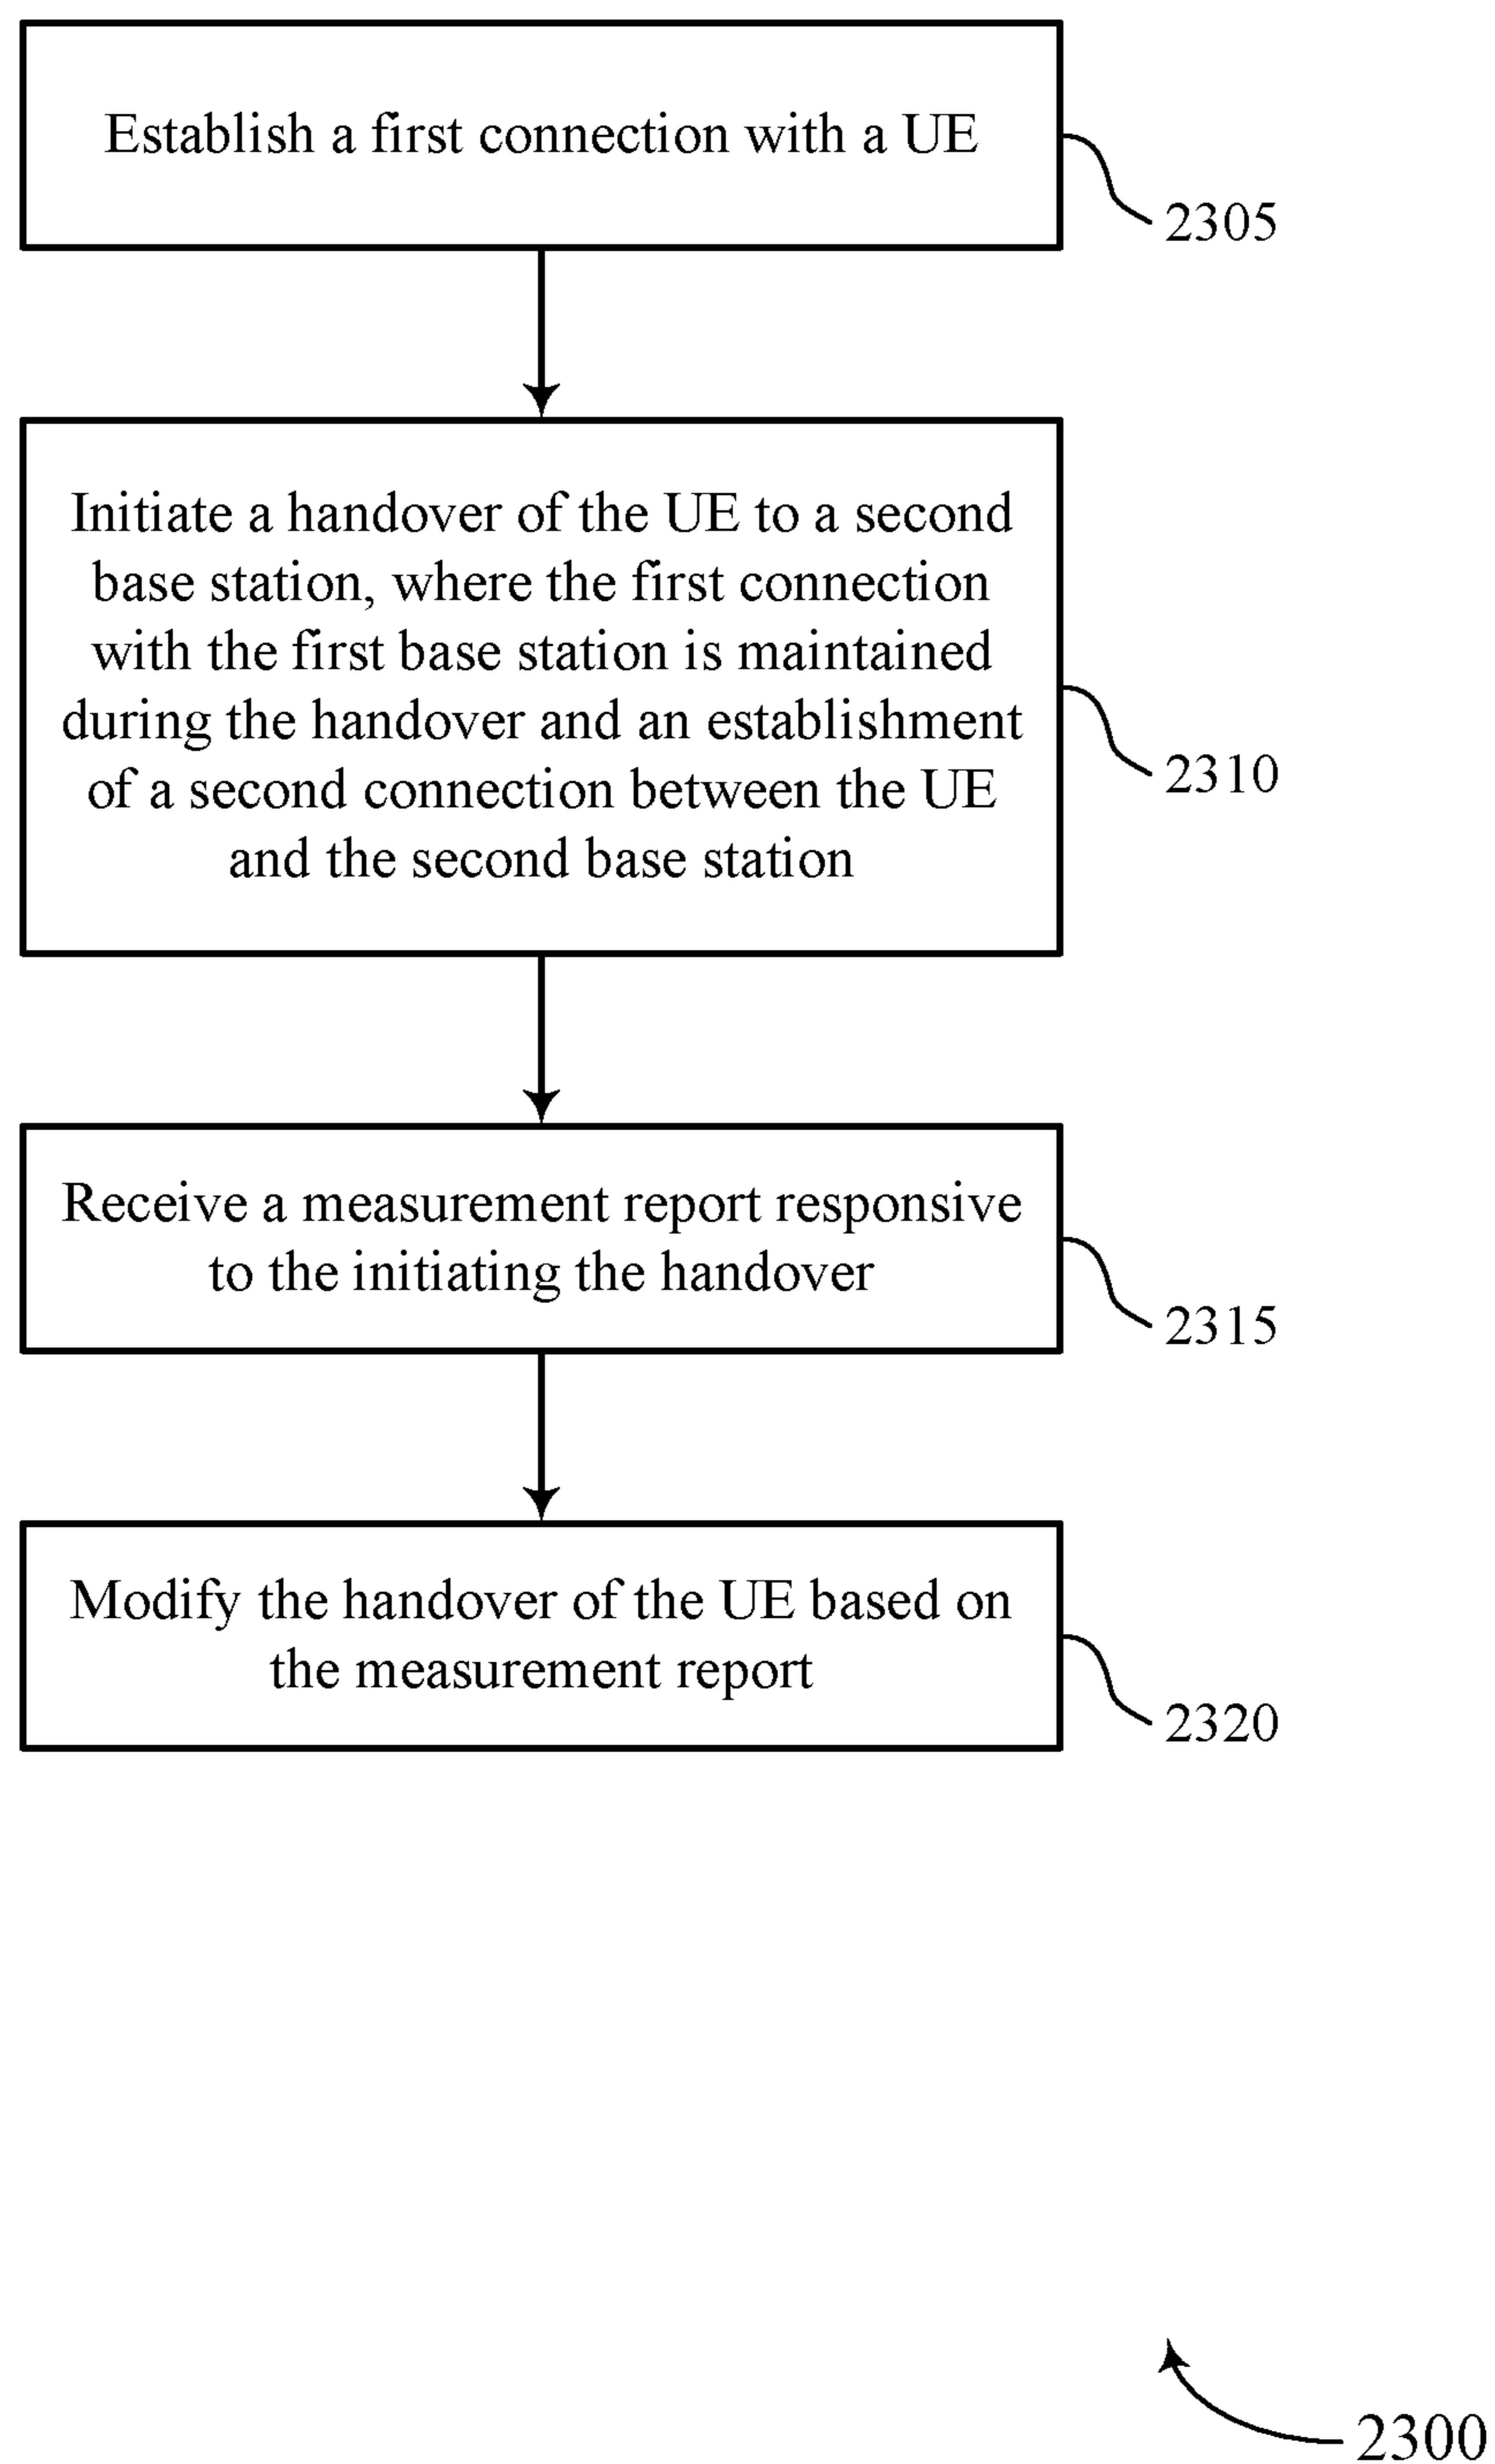 Establish a first connection with a UE
2305
Initiate a handover of the UE to a second
base station, where the first connection
with the first base station is maintained
during the handover and an establishment
of a second connection between the UE
and the second base station
2310
Receive a measurement report responsive
to the initiating the handover
2315
Modify the handover of the UE based on
the measurement report
2320
2300